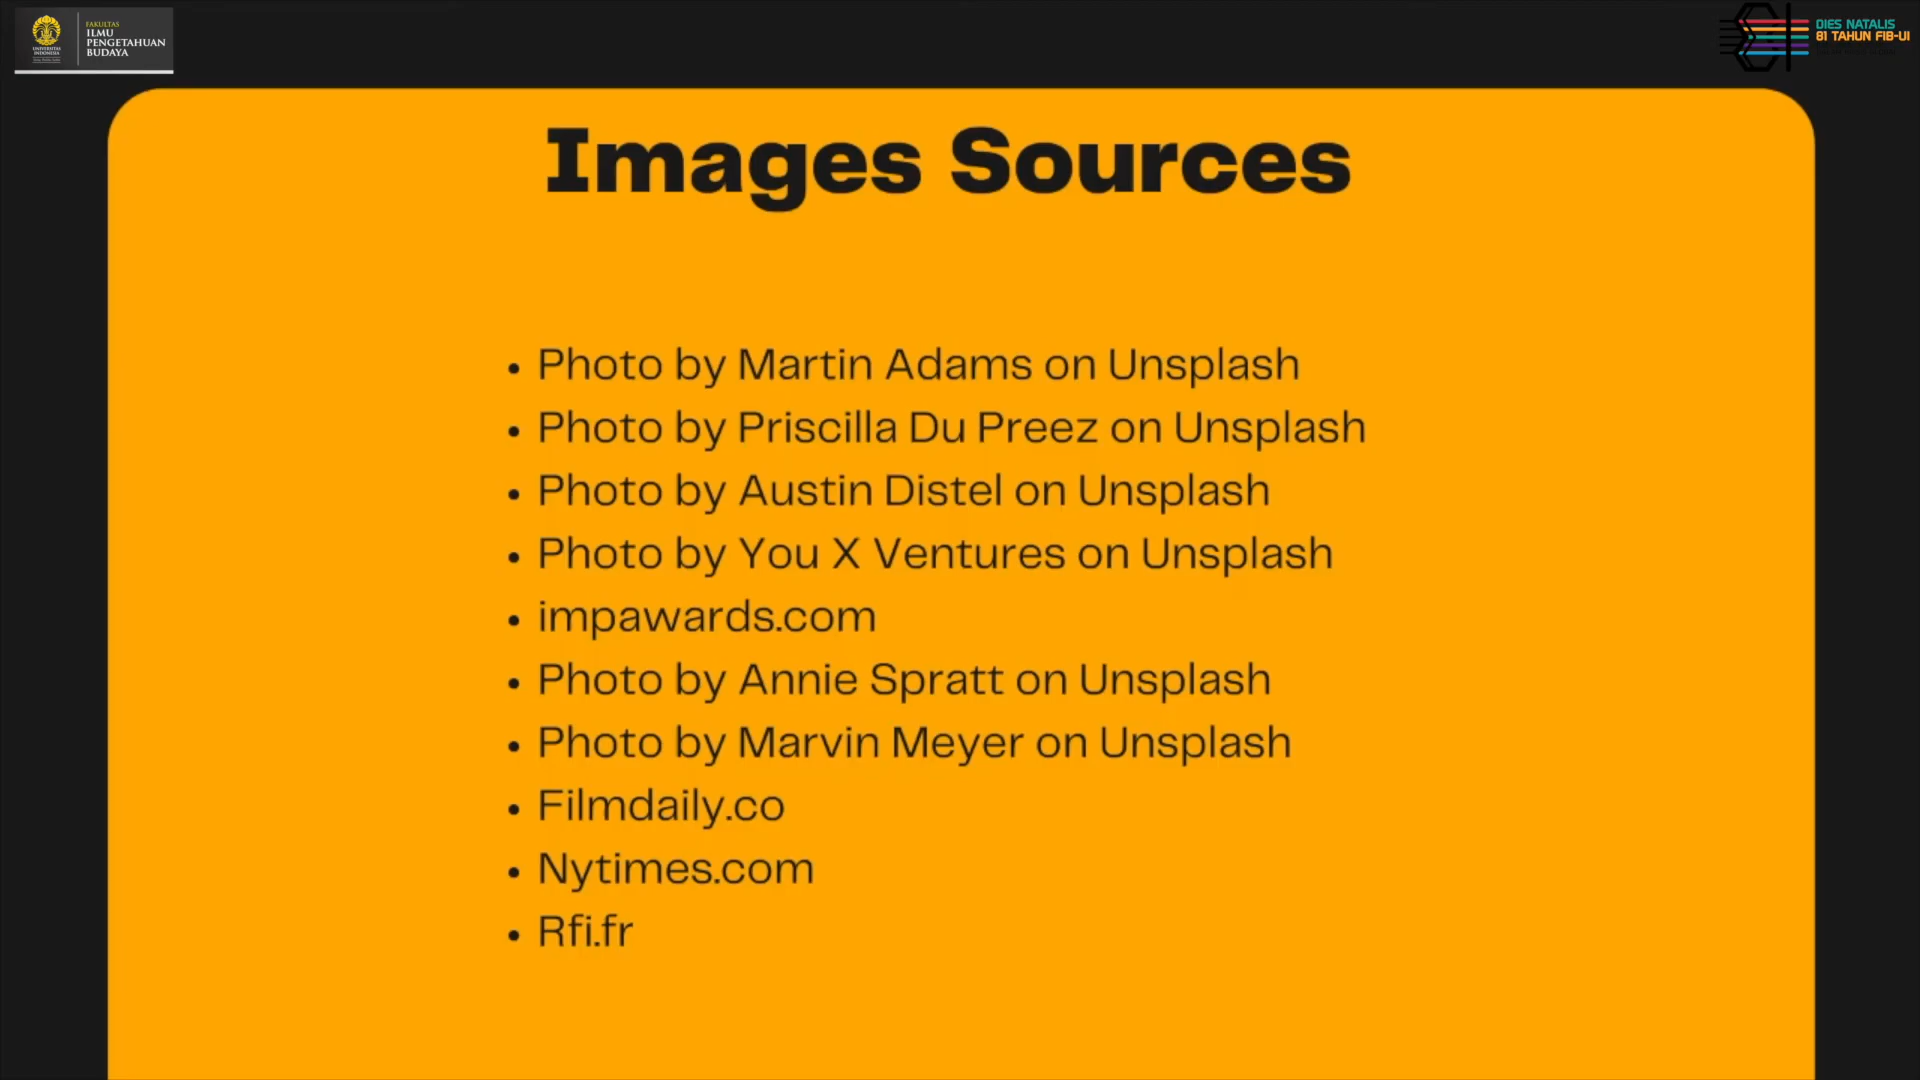 FAKULTAS
ILMU
PENGETAHUAN
BUDAYA
UNIVERSITAS
INDONESIA
DIES NATALIS
81 TAHUN FIB-UI
Images Sources
• Photo by Martin Adams on Unsplash
• Photo by Priscilla Du Preez on Unsplash
• Photo by Austin Distel on Unsplash
• Photo by You X Ventures on Unsplash
• impawards.com
• Photo by Annie Spratt on Unsplash
• Photo by Marvin Meyer on Unsplash
• Filmdaily.co
• Nytimes.com
• Rfi.fr